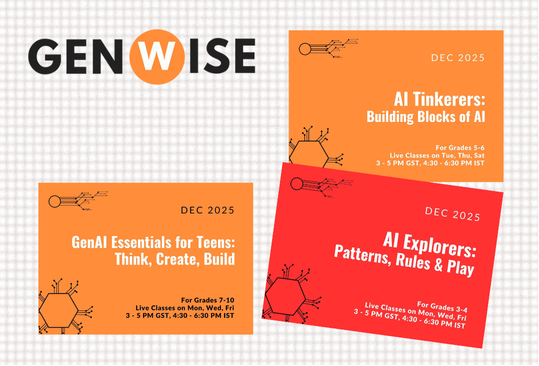 GENWISE
DEC 2025
AI Tinkerers:
Building Blocks of AI
For Grades 5-6
Live Classes on Tue, Thu, Sat
3 - 5 PM GST, 4:30 - 6:30 PM IST
DEC 2025
GenAI Essentials for Teens:
Think, Create, Build
For Grades 7-10
Live Classes on Mon, Wed, Fri
3 - 5 PM GST, 4:30 - 6:30 PM IST
DEC 2025
AI Explorers:
Patterns, Rules & Play
For Grades 3-4
Live Classes on Mon, Wed, Fri
3 - 5 PM GST, 4:30 - 6:30 PM IST